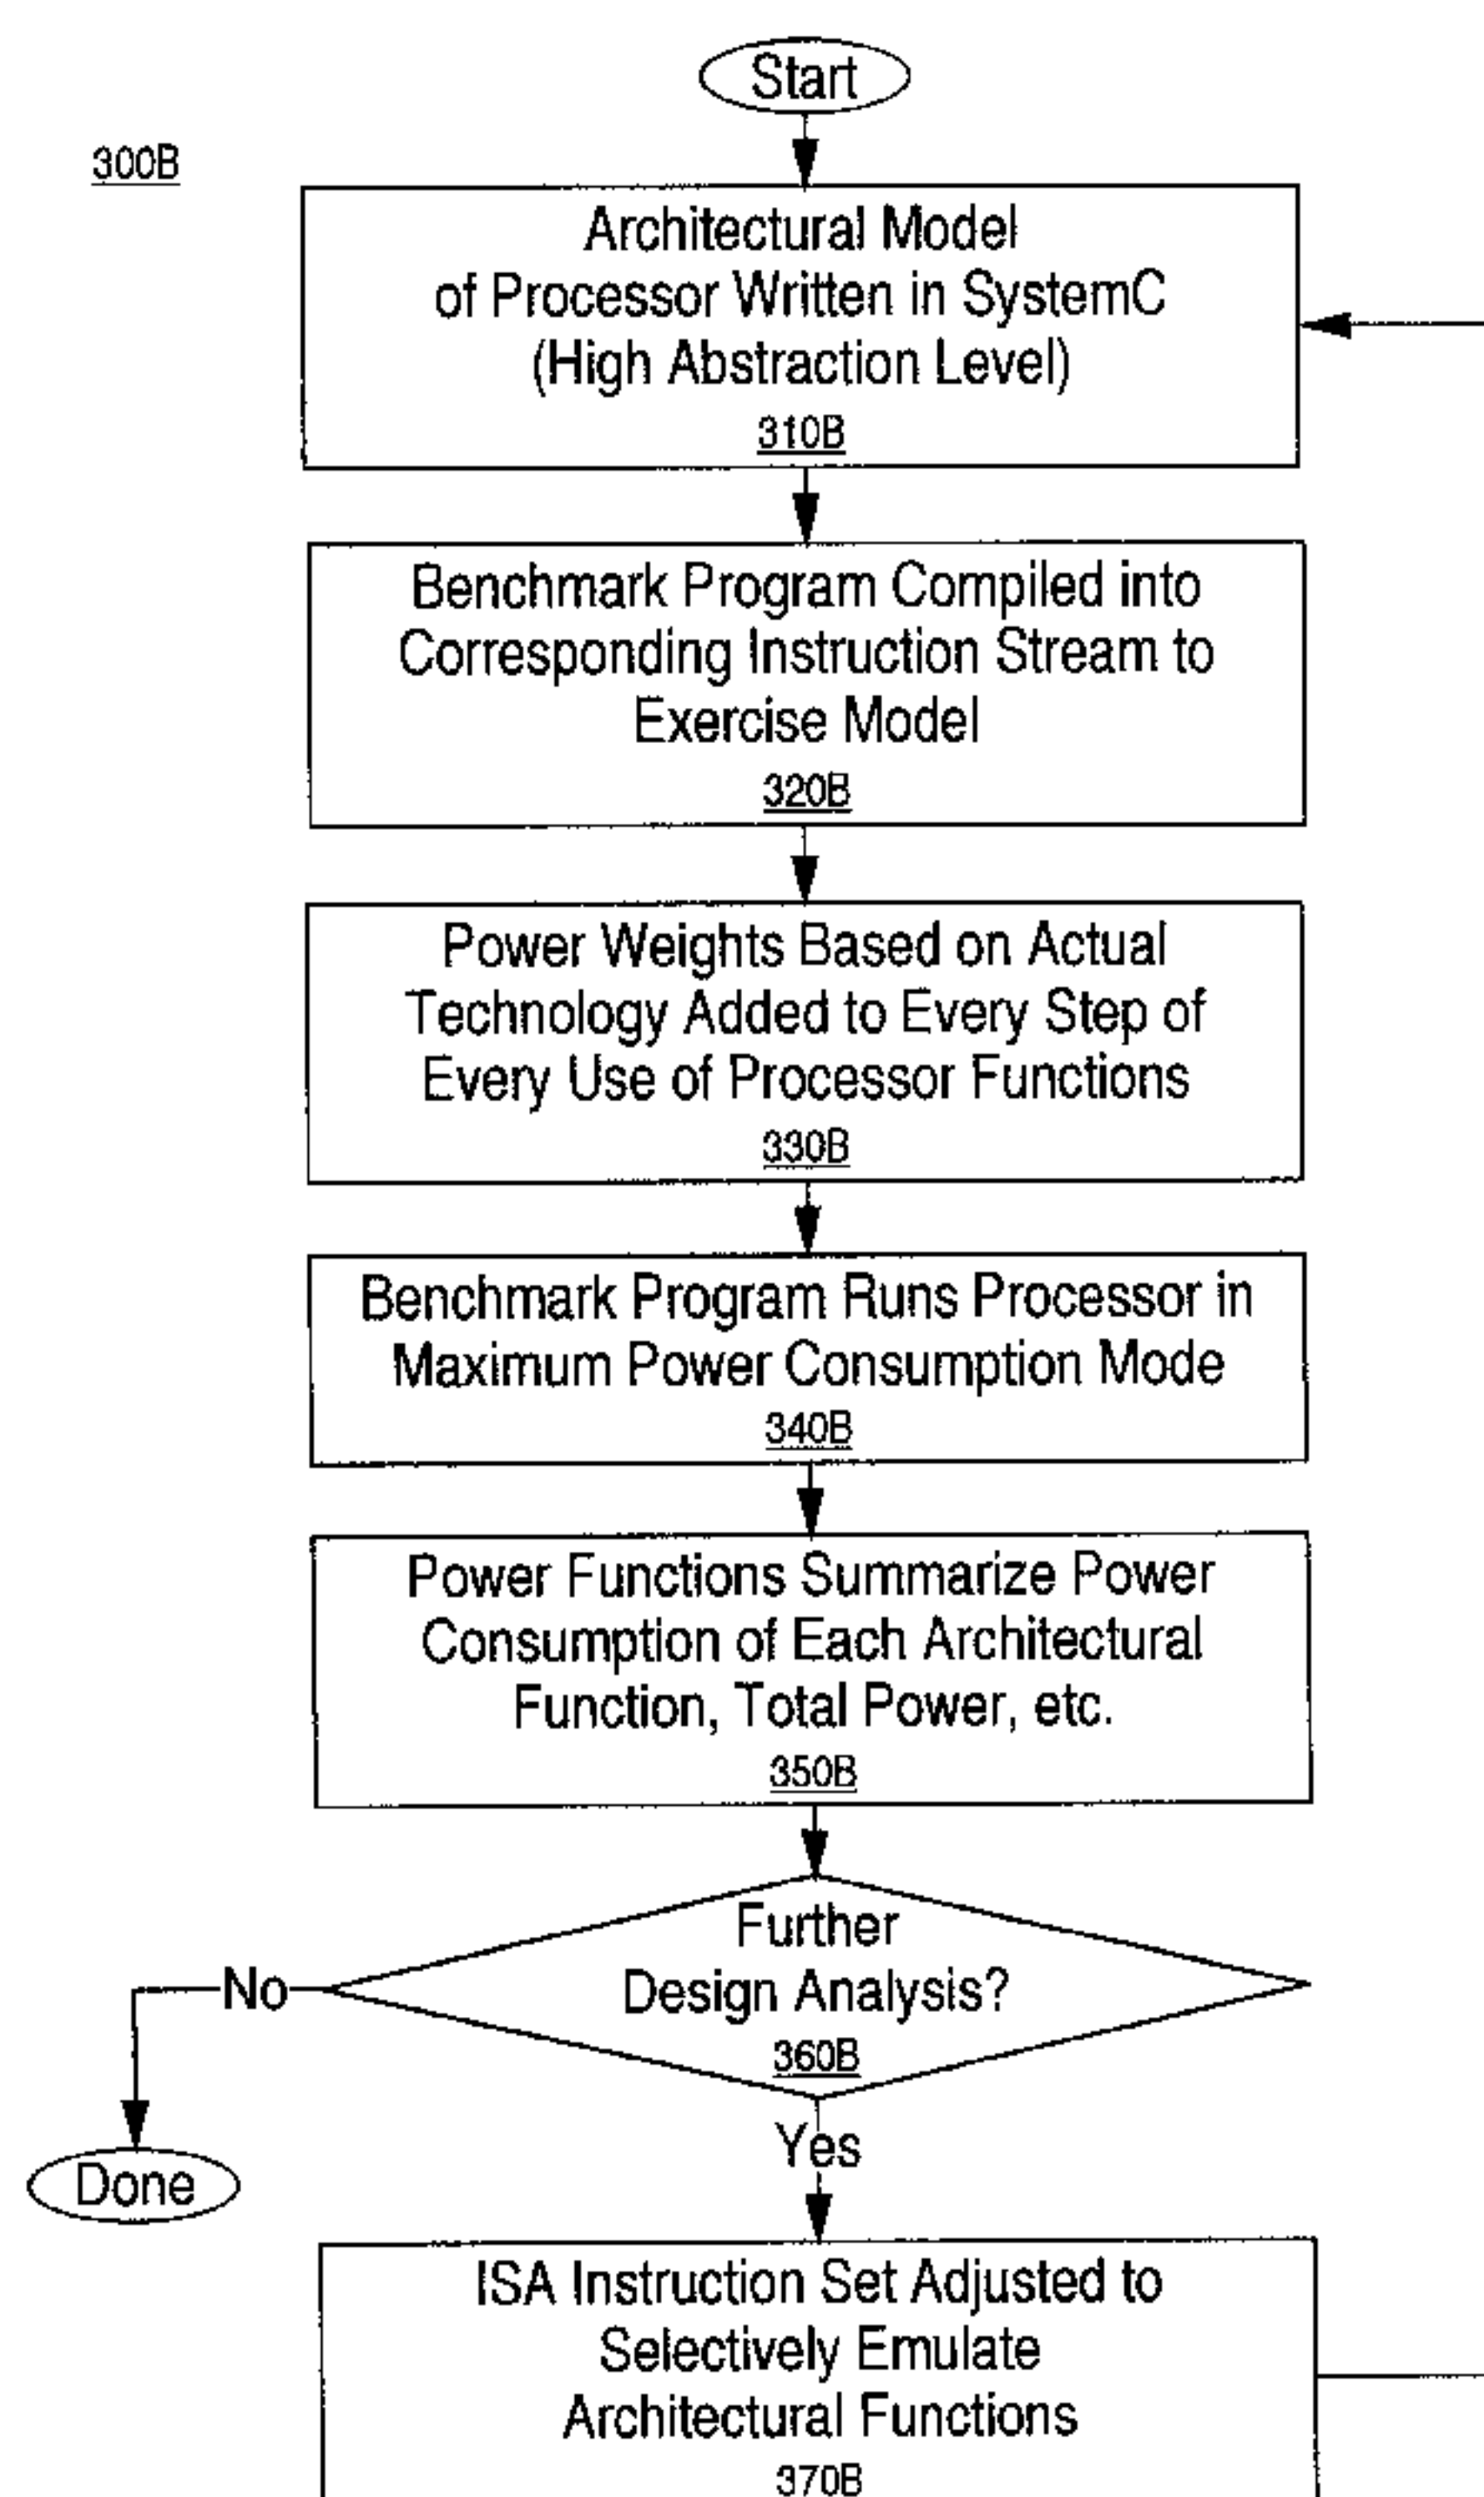 Start
300B
Architectural Model
of Processor Written in SystemC
(High Abstraction Level)
310B
Benchmark Program Compiled into
Corresponding Instruction Stream to
Exercise Model
320B
Power Weights Based on Actual
Technology Added to Every Step of
Every Use of Processor Functions
330B
Benchmark Program Runs Processor in
Maximum Power Consumption Mode
340B
Power Functions Summarize Power
Consumption of Each Architectural
Function, Total Power, etc.
350B
Further
Design Analysis?
360B
No
Yes
Done
ISA Instruction Set Adjusted to
Selectively Emulate
Architectural Functions
370B